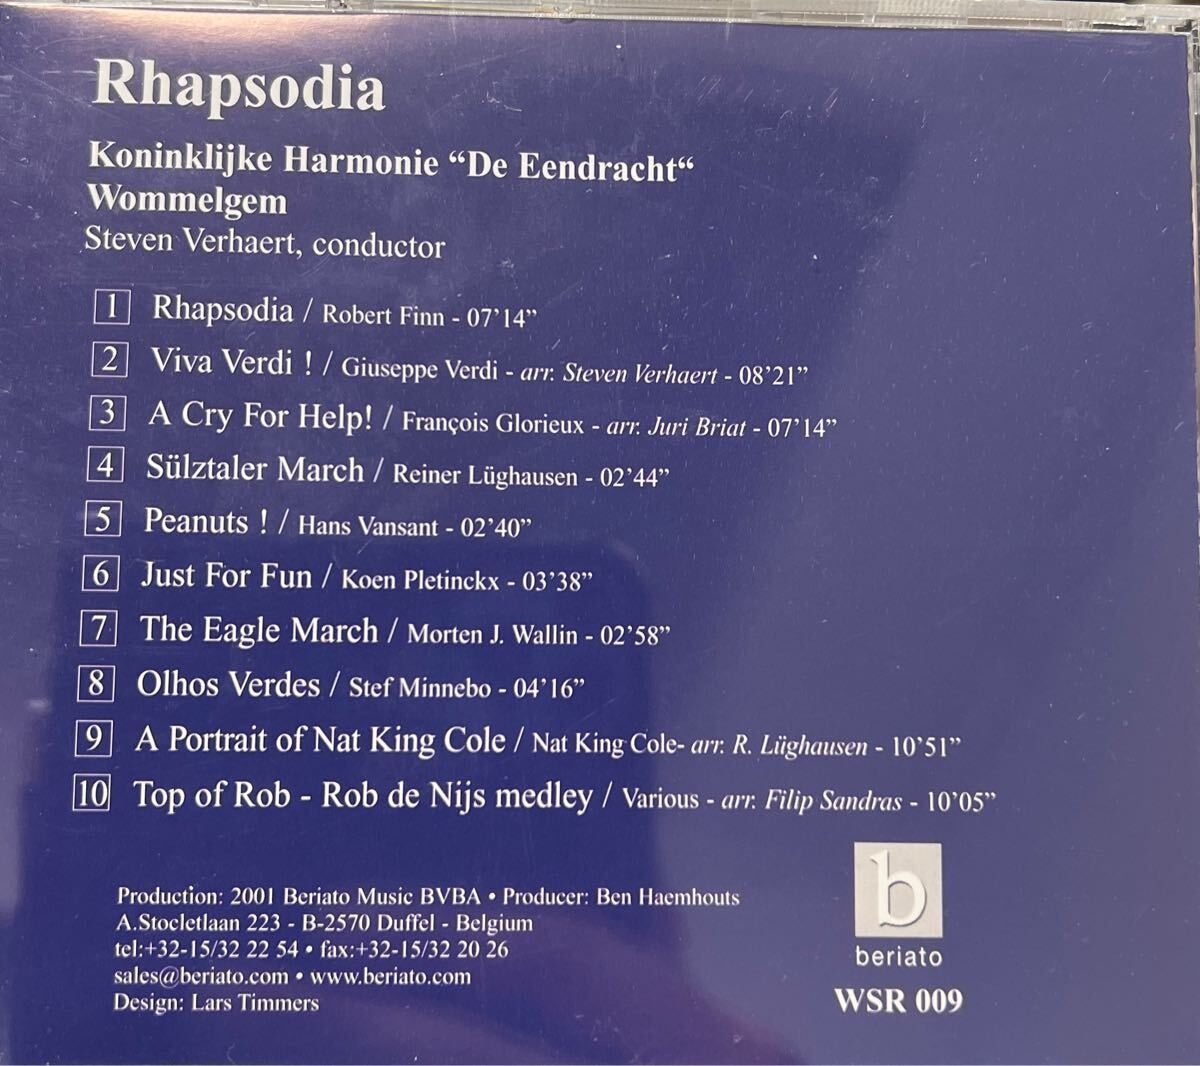 Rhapsodia
Koninklijke Harmonie “De Eendracht“
Wommelgem
Steven Verhaert, conductor
1 Rhapsodia / Robert Finn - 07’14”
2 Viva Verdi ! / Giuseppe Verdi - arr. Steven Verhaert - 08’21”
3 A Cry For Help! / François Glorieux - arr. Juri Briat - 07’14”
4 Sülztaler March / Reiner Lüghausen - 02’44”
5 Peanuts ! / Hans Vansant - 02’40”
6 Just For Fun / Koen Pletinckx - 03’38”
7 The Eagle March / Morten J. Wallin - 02’58”
8 Olhos Verdes / Stef Minnebo - 04’16”
9 A Portrait of Nat King Cole / Nat King Cole- arr. R. Lüghausen - 10’51”
10 Top of Rob - Rob de Nijs medley / Various - arr. Filip Sandras - 10’05”
Production: 2001 Beriato Music BVBA • Producer: Ben Haemhouts
A.Stocletlaan 223 - B-2570 Duffel - Belgium
tel:+32-15/32 22 54 • fax:+32-15/32 20 26
sales@beriato.com • www.beriato.com
Design: Lars Timmers
b
beriato
WSR 009